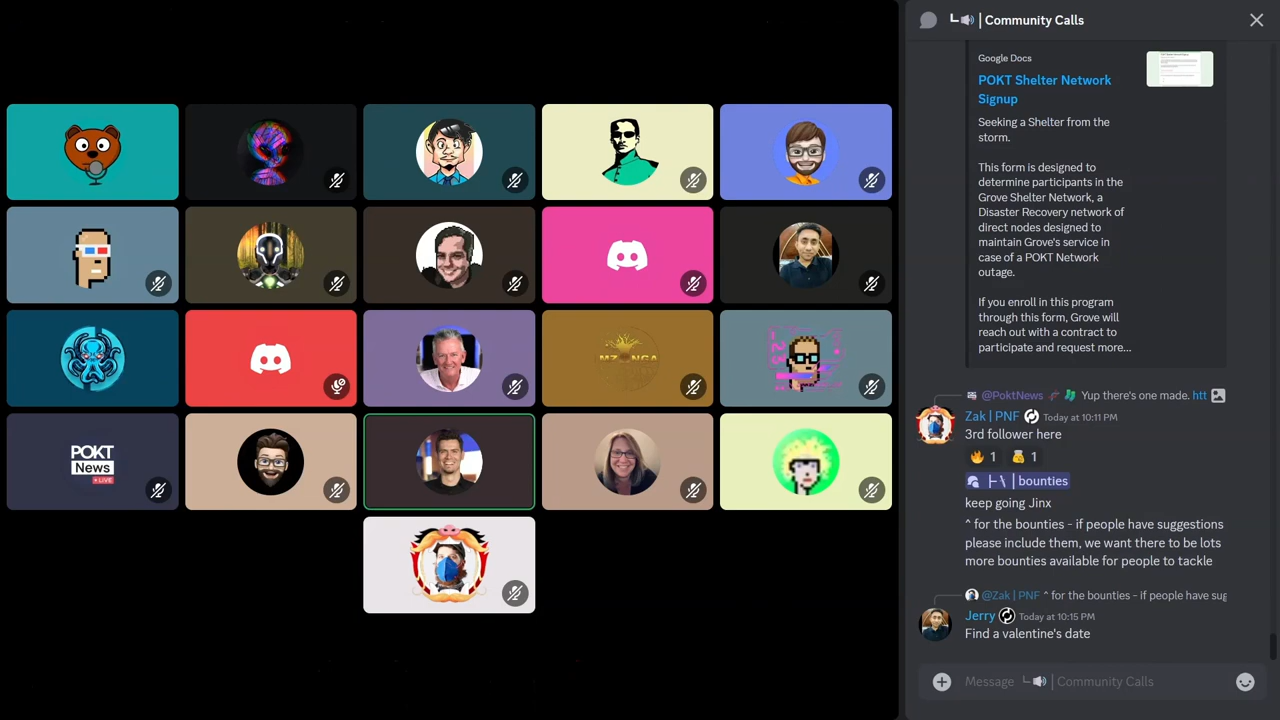 Community Calls
Google Docs
POKT Shelter Network
Signup
Seeking a Shelter from the
storm.
This form is designed to
determine participants in the
Grove Shelter Network, a
Disaster Recovery network of
direct nodes designed to
maintain Grove's service in
case of a POKT Network
outage.
If you enroll in this program
through this form, Grove will
reach out with a contract to
participate and request more...
@PoktNews Yup there's one made. htt
Zak | PNF Today at 10:11 PM
3rd follower here
1 1
bounties
keep going Jinx
^ for the bounties - if people have suggestions
please include them, we want there to be lots
more bounties available for people to tackle
@Zak | PNF ^ for the bounties - if people have sug
Jerry Today at 10:15 PM
Find a valentine's date
Message Community Calls
POKT
News
LIVE